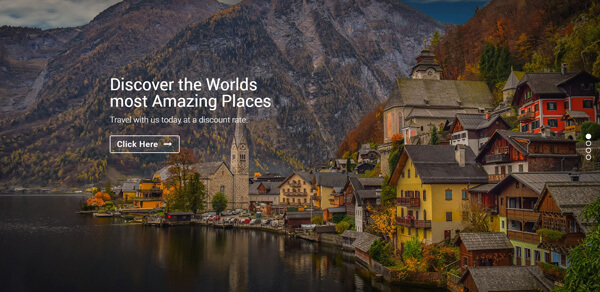 Discover the Worlds
most Amazing Places
Travel with us today at a discount rate.
Click Here